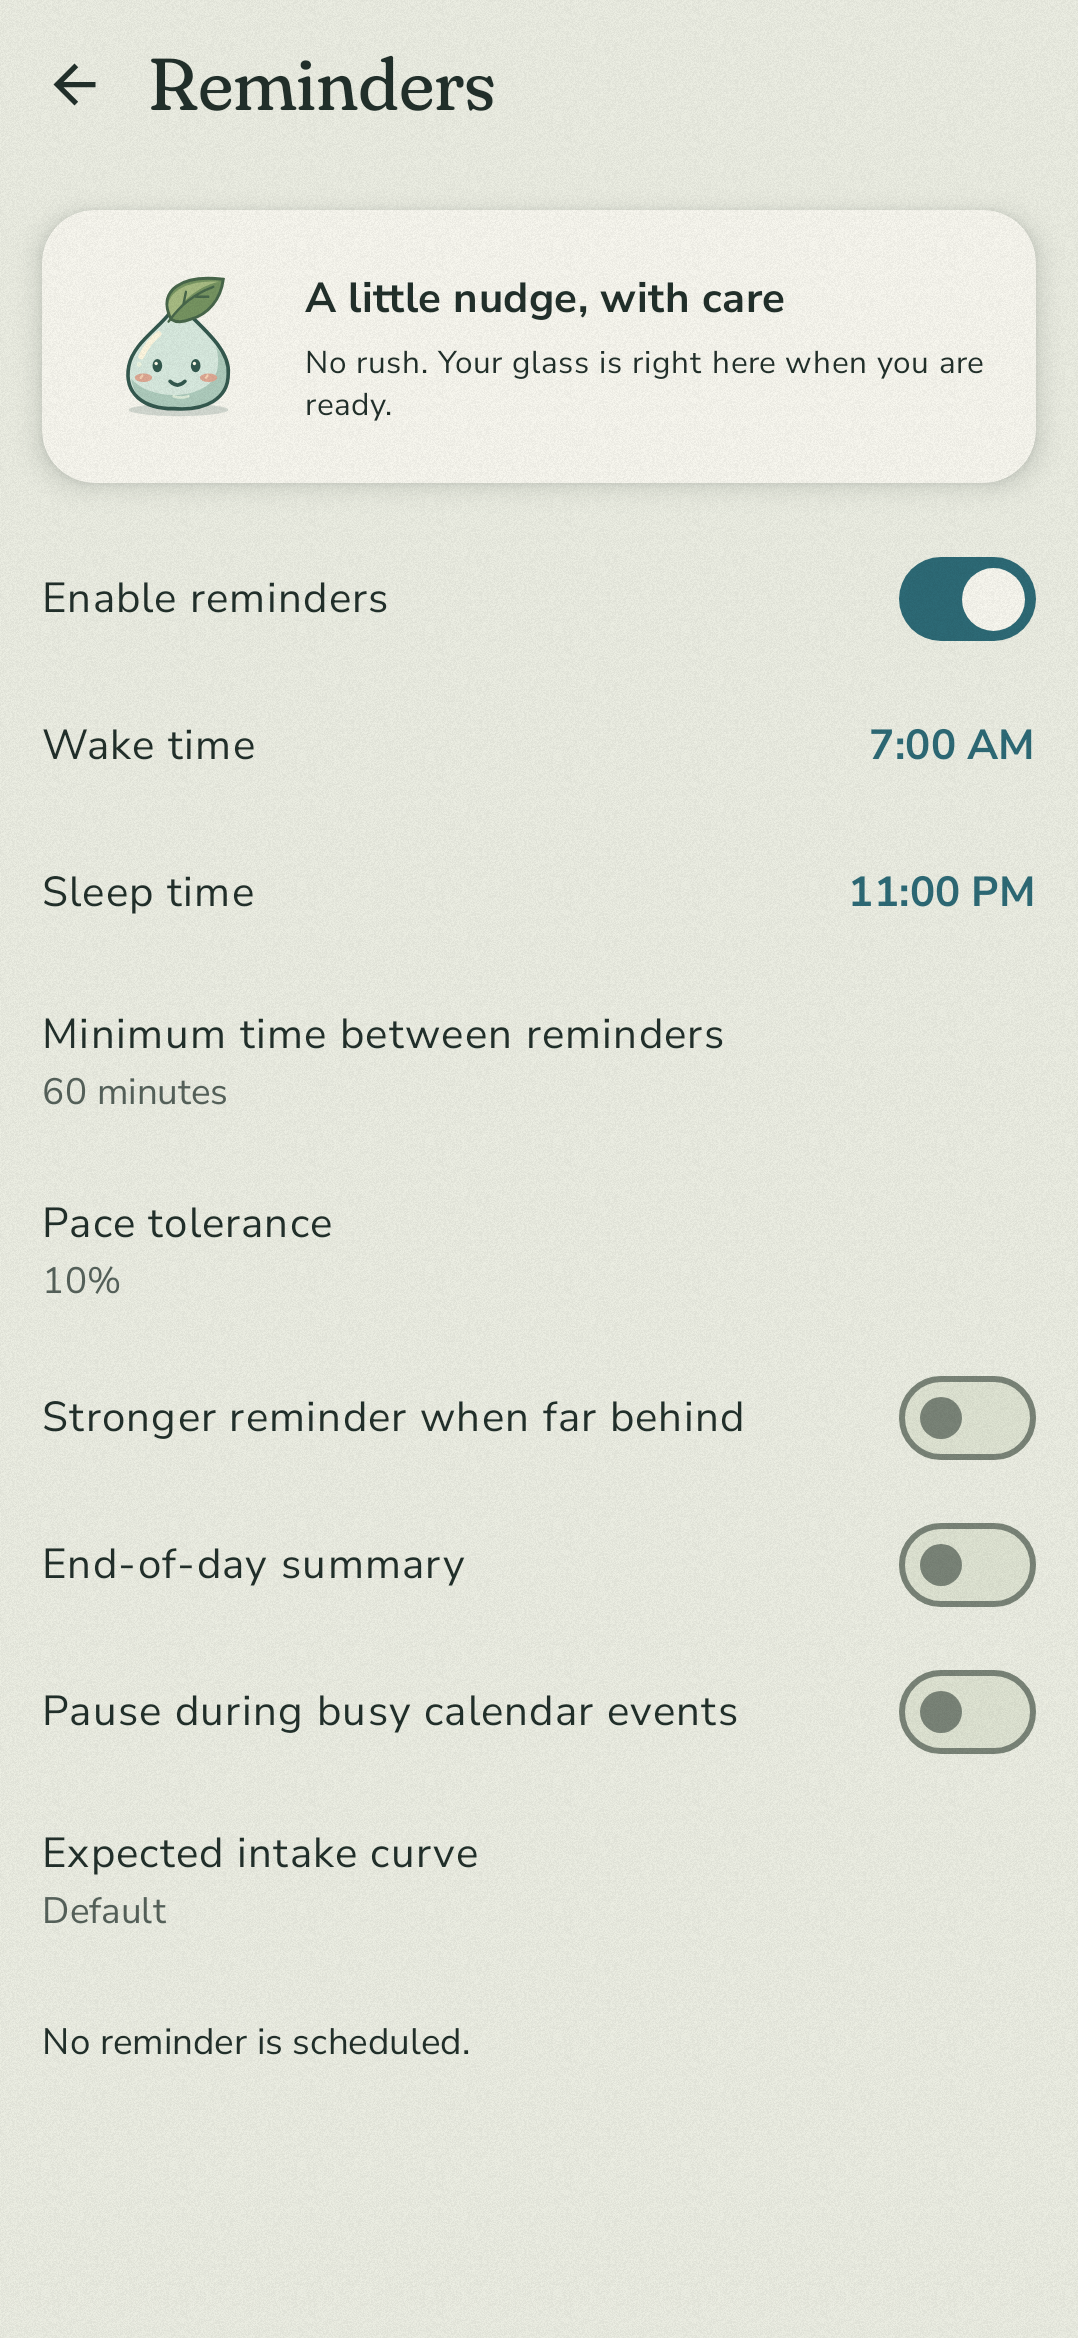 Reminders
A little nudge, with care
No rush. Your glass is right here when you are
ready.
Enable reminders
Wake time
7:00 AM
Sleep time
11:00 PM
Minimum time between reminders
60 minutes
Pace tolerance
10%
Stronger reminder when far behind
End-of-day summary
Pause during busy calendar events
Expected intake curve
Default
No reminder is scheduled.